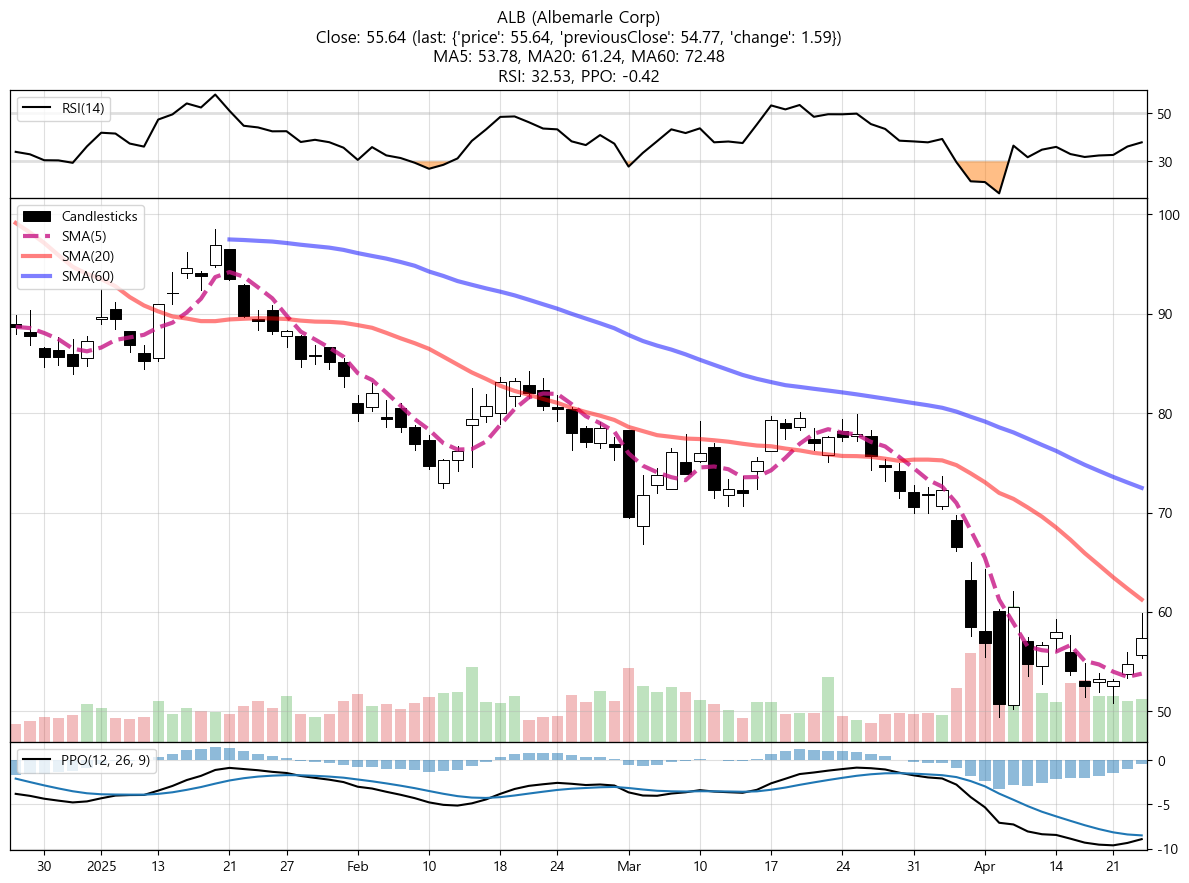 ALB (Albemarle Corp)
Close: 55.64 (last: {'price': 55.64, 'previousClose': 54.77, 'change': 1.59})
MA5: 53.78, MA20: 61.24, MA60: 72.48
RSI: 32.53, PPO: -0.42
RSI(14)
50
30
Candlesticks
SMA(5)
SMA(20)
SMA(60)
100
90
80
70
60
50
PPO(12, 26, 9)
0
-5
-10
30 2025 13 21 27 Feb 10 18 24 Mar 10 17 24 31 Apr 14 21